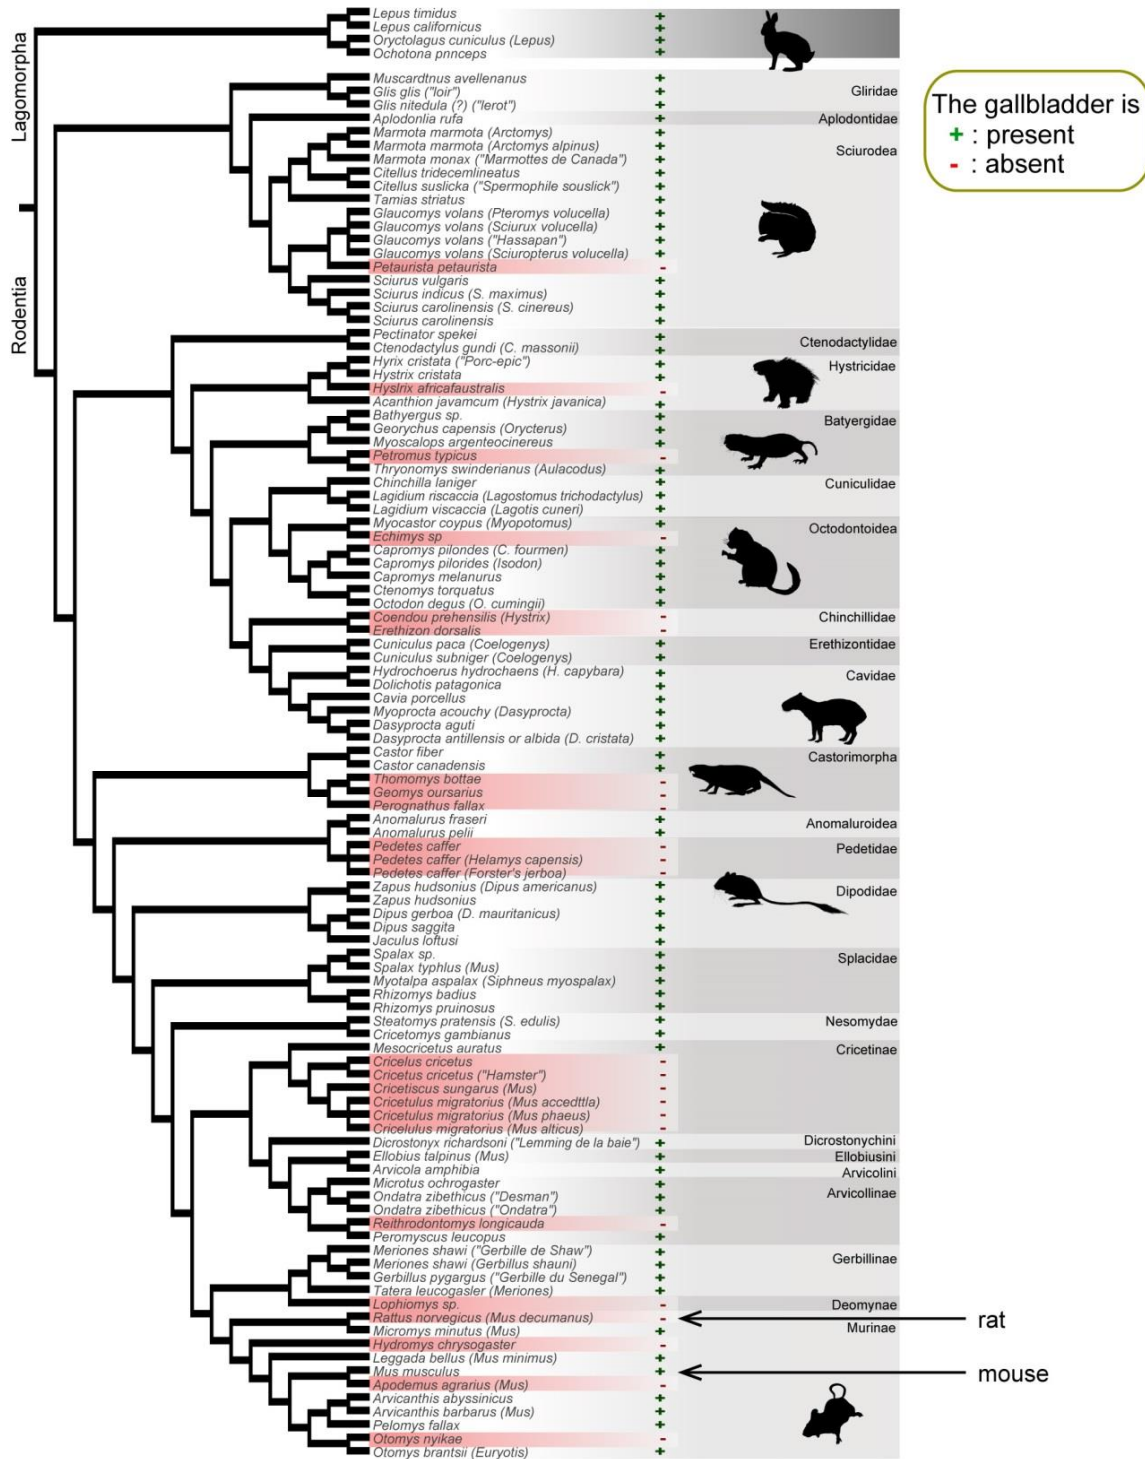 Lagomorpha
Rodentia
Lepus timidus +
Lepus californicus +
Oryctolagus cuniculus (Lepus) +
Ochotona pnnceps +
Muscardtnus avellenanus +
Glis glis ("loir") +
Gliridae
Glis nitedula (?) ("lerot") +
Aplodonlia rufa +
Aplodontidae
Marmota marmota (Arctomys) +
Marmota marmota (Arctomys alpinus) +
Sciurodea
Marmota monax ("Marmottes de Canada") +
Citellus tridecemlineatus +
Citellus suslicka ("Spermophile souslick") +
Tamias striatus +
Glaucomys volans (Pteromys volucella) +
Glaucomys volans (Sciurux volucella) +
Glaucomys volans ("Hassapan") +
Glaucomys volans (Sciuropterus volucella) +
Petaurista petaurista -
Sciurus vulgaris +
Sciurus indicus (S. maximus) +
Sciurus carolinensis (S. cinereus) +
Sciurus carolinensis +
Pectinator spekei +
Ctenodactylidae
Ctenodactylus gundi (C. massonii) +
Hyrix cristata ("Porc-epic") +
Hystricidae
Hystrix cristata +
Hyslrix africafaustralis -
Acanthion javamcum (Hystrix javanica) +
Bathyergus sp. +
Batyergidae
Georychus capensis (Orycterus) +
Myoscalops argenteocinereus +
Petromus typicus -
Thryonomys swinderianus (Aulacodus) +
Chinchilla laniger +
Cuniculidae
Lagidium riscaccia (Lagostomus trichodactylus) +
Lagidium viscaccia (Lagotis cuneri) +
Myocastor coypus (Myopotomus) +
Octodontoidea
Echimys sp -
Capromys pilondes (C. fourmen) +
Capromys pilorides (Isodon) +
Capromys melanurus +
Ctenomys torquatus +
Octodon degus (O. cumingii) +
Coendou prehensilis (Hystrix) -
Chinchillidae
Erethizon dorsalis -
Cuniculus paca (Coelogenys) +
Erethizontidae
Cuniculus subniger (Coelogenys) +
Hydrochoerus hydrochaens (H. capybara) +
Cavidae
Dolichotis patagonica +
Cavia porcellus +
Myoprocta acouchy (Dasyprocta) +
Dasyprocta aguti +
Dasyprocta antillensis or albida (D. cristata) +
Castor fiber +
Castorimorpha
Castor canadensis +
Thomomys bottae -
Geomys oursarius -
Perognathus fallax -
Anomalurus fraseri +
Anomaluroidea
Anomalurus pelii +
Pedetes caffer -
Pedetidae
Pedetes caffer (Helamys capensis) -
Pedetes caffer (Forster's jerboa) -
Zapus hudsonius (Dipus americanus) +
Dipodidae
Zapus hudsonius +
Dipus gerboa (D. mauritanicus) +
Dipus saggita +
Jaculus loftusi +
Spalax sp. +
Splacidae
Spalax typhlus (Mus) +
Myotalpa aspalax (Siphneus myospalax) +
Rhizomys badius +
Rhizomys pruinosus +
Steatomys pratensis (S. edulis) +
Nesomydae
Cricetomys gambianus +
Mesocricetus auratus +
Cricetinae
Cricelus cricetus -
Cricetus cricetus ("Hamster") -
Cricetiscus sungarus (Mus) -
Cricetulus migratorius (Mus accedttla) -
Cricetulus migratorius (Mus phaeus) -
Cricelulus migratorius (Mus alticus) -
Dicrostonyx richardsoni ("Lemming de la baie") +
Dicrostonychini
Ellobius talpinus (Mus) +
Ellobiusini
Arvicola amphibia +
Arvicolini
Microtus ochrogaster +
Arvicollinae
Ondatra zibethicus ("Desman") +
Ondatra zibethicus ("Ondatra") +
Reithrodontomys longicauda -
Peromyscus leucopus +
Meriones shawi ("Gerbille de Shaw") +
Gerbillinae
Meriones shawi (Gerbillus shauni) +
Gerbillus pygargus ("Gerbille du Senegal") +
Tatera leucogasler (Meriones) +
Lophiomys sp. -
Deomynae
Rattus norvegicus (Mus decumanus) -
rat
Micromys minutus (Mus) +
Murinae
Hydromys chrysogaster -
Leggada bellus (Mus minimus) +
Mus musculus +
mouse
Apodemus agrarius (Mus) -
Arvicanthis abyssinicus +
Arvicanthis barbarus (Mus) +
Pelomys fallax +
Otomys nyikae -
Otomys brantsii (Euryotis) +
The gallbladder is
+ : present
- : absent